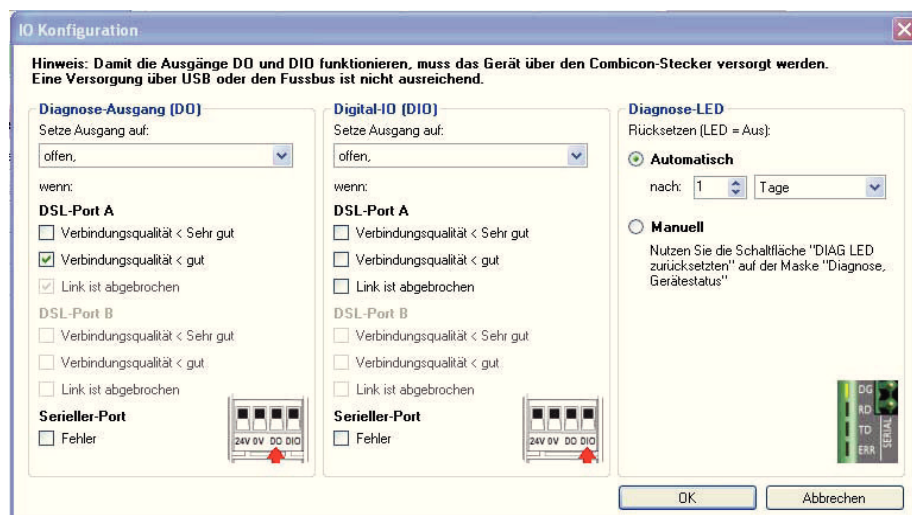 IO Konfiguration
Hinweis: Damit die Ausgänge DO und DIO funktionieren, muss das Gerät über den Combicon-Stecker versorgt werden.
Eine Versorgung über USB oder den Fussbus ist nicht ausreichend.
Diagnose-Ausgang (DO)
Setze Ausgang auf:
offen,
wenn:
DSL-Port A
Verbindungsqualität < Sehr gut
Verbindungsqualität < gut
Link ist abgebrochen
DSL-Port B
Verbindungsqualität < Sehr gut
Verbindungsqualität < gut
Link ist abgebrochen
Serieller-Port
Fehler
24V 0V DO DIO
Digital-IO (DIO)
Setze Ausgang auf:
offen,
wenn:
DSL-Port A
Verbindungsqualität < Sehr gut
Verbindungsqualität < gut
Link ist abgebrochen
DSL-Port B
Verbindungsqualität < Sehr gut
Verbindungsqualität < gut
Link ist abgebrochen
Serieller-Port
Fehler
24V 0V DO DIO
Diagnose-LED
Rücksetzen (LED = Aus):
Automatisch
nach: 1 Tage
Manuell
Nutzen Sie die Schaltfläche "DIAG LED
zurücksetzten" auf der Maske "Diagnose,
Gerätestatus"
DG
RD
TD
ERR
SERIAL
OK
Abbrechen